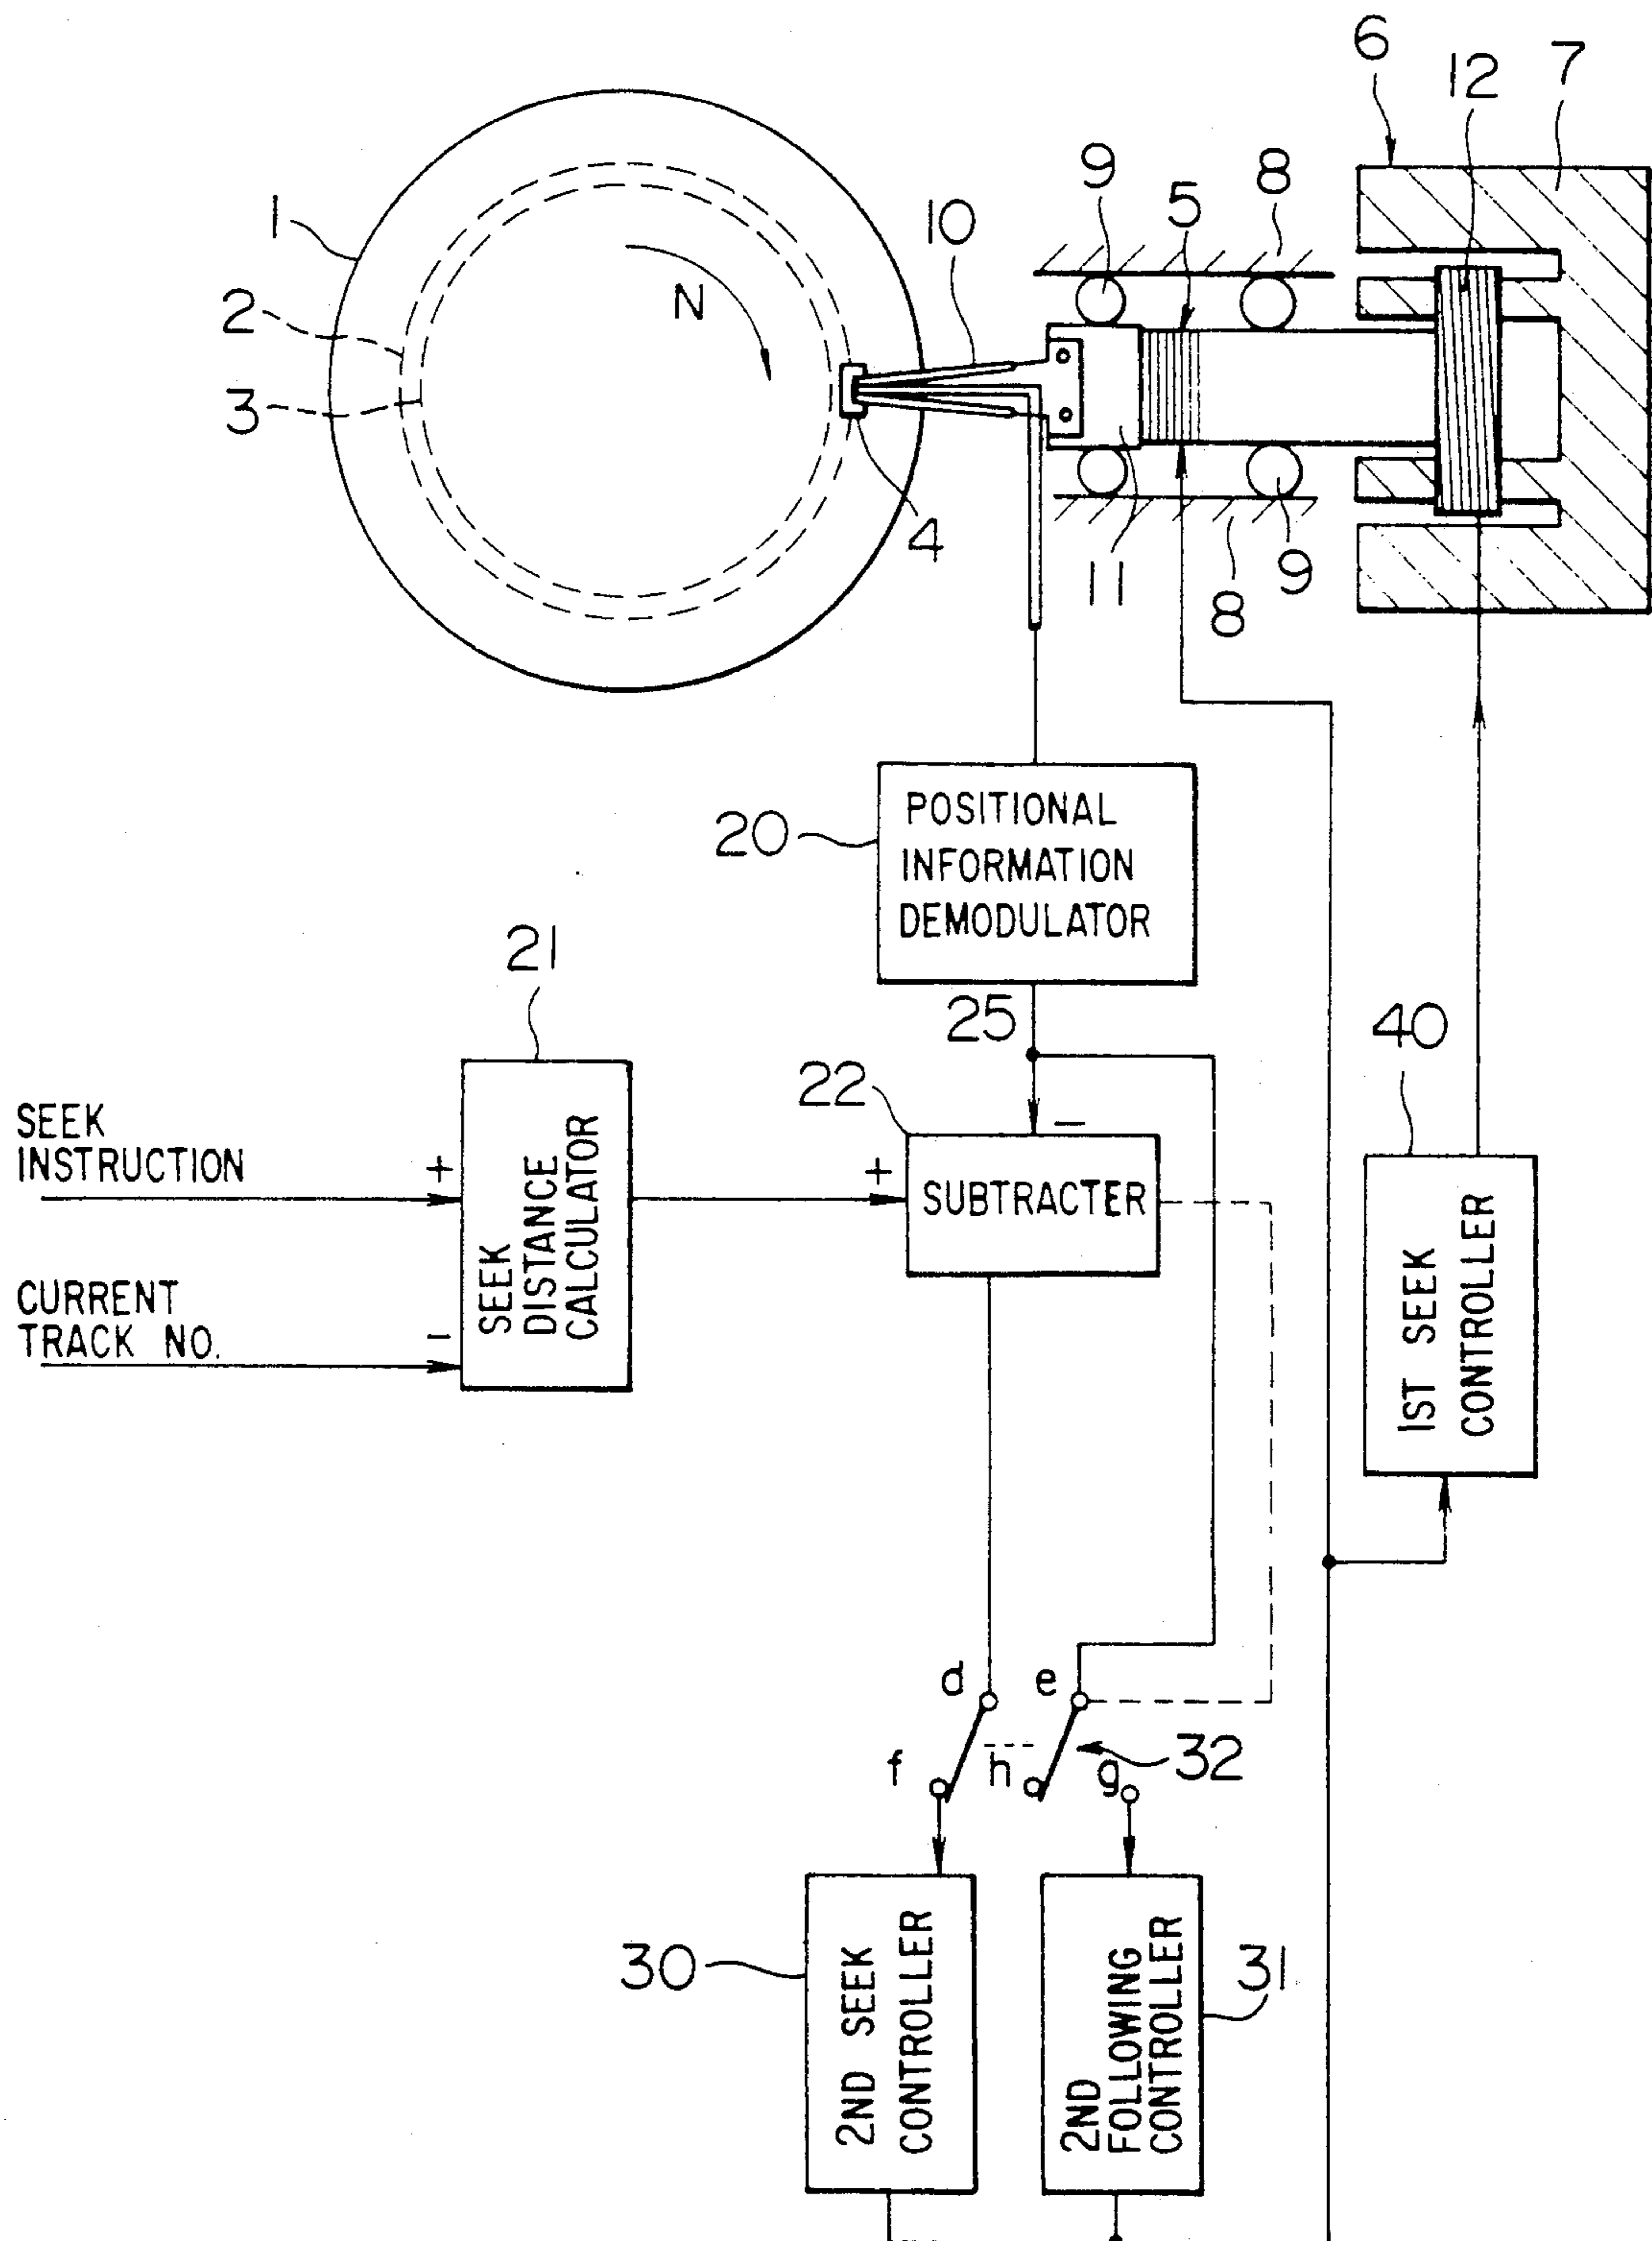 6
7
12
9
8
5
1
10
N
2
3
4
11
8
9
20
POSITIONAL
INFORMATION
DEMODULATOR
21
25
40
22
SEEK
INSTRUCTION
+
−
+
SUBTRACTER
SEEK
DISTANCE
CALCULATOR
CURRENT
TRACK NO.
−
1ST SEEK
CONTROLLER
d
e
f
h
g
32
30
2ND SEEK
CONTROLLER
2ND
FOLLOWING
CONTROLLER
31